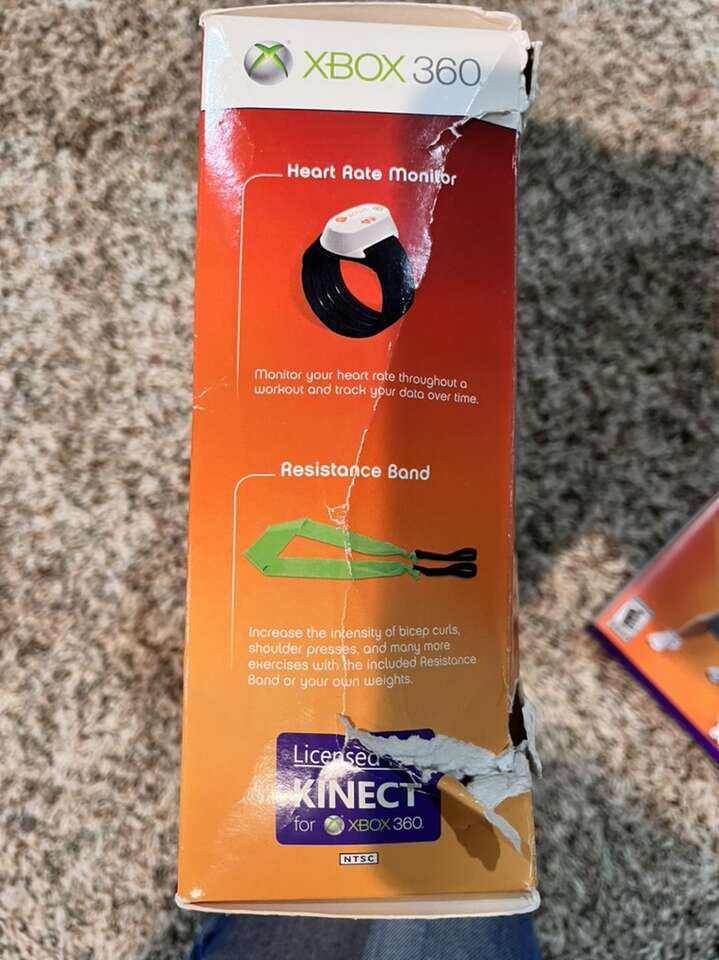 XBOX 360
Heart Rate Monitor
Monitor your heart rate throughout a
workout and track your data over time.
Resistance Band
Increase the intensity of bicep curls,
shoulder presses, and many more
exercises with the included Resistance
Band or your own weights.
Licensed
KINECT
for XBOX 360.
NTSC